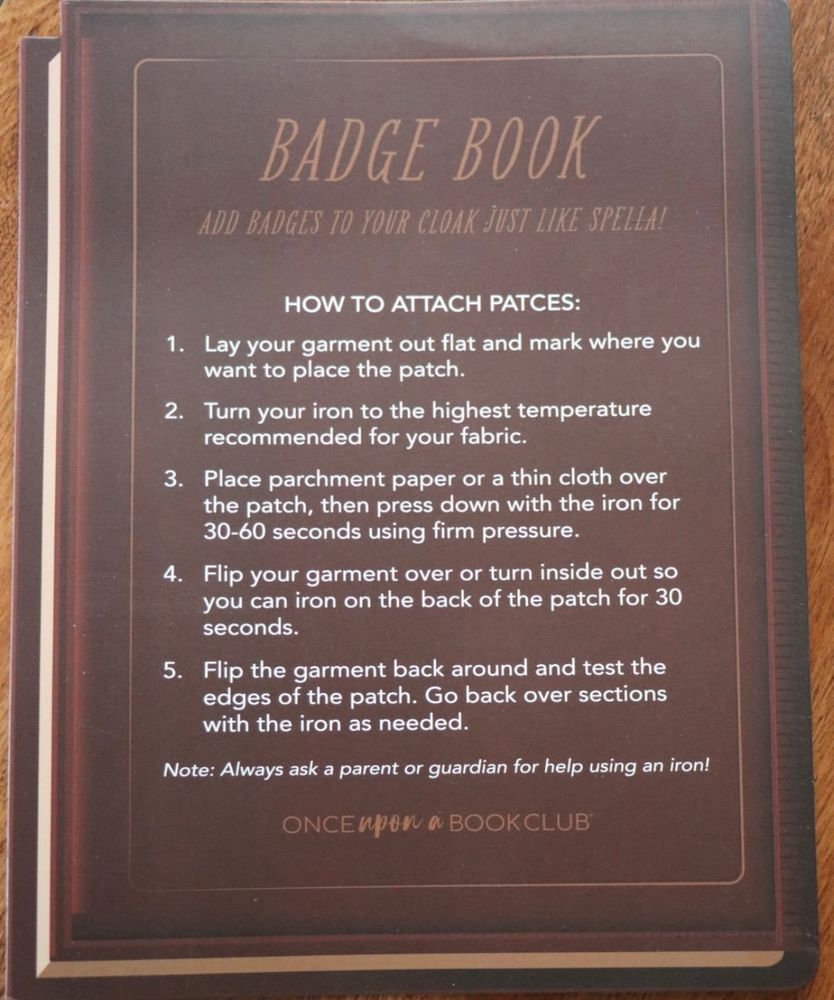 BADGE BOOK
ADD BADGES TO YOUR CLOAK JUST LIKE SPELLA!
HOW TO ATTACH PATCES:
1. Lay your garment out flat and mark where you
want to place the patch.
2. Turn your iron to the highest temperature
recommended for your fabric.
3. Place parchment paper or a thin cloth over
the patch, then press down with the iron for
30-60 seconds using firm pressure.
4. Flip your garment over or turn inside out so
you can iron on the back of the patch for 30
seconds.
5. Flip the garment back around and test the
edges of the patch. Go back over sections
with the iron as needed.
Note: Always ask a parent or guardian for help using an iron!
ONCE upon a BOOK CLUB